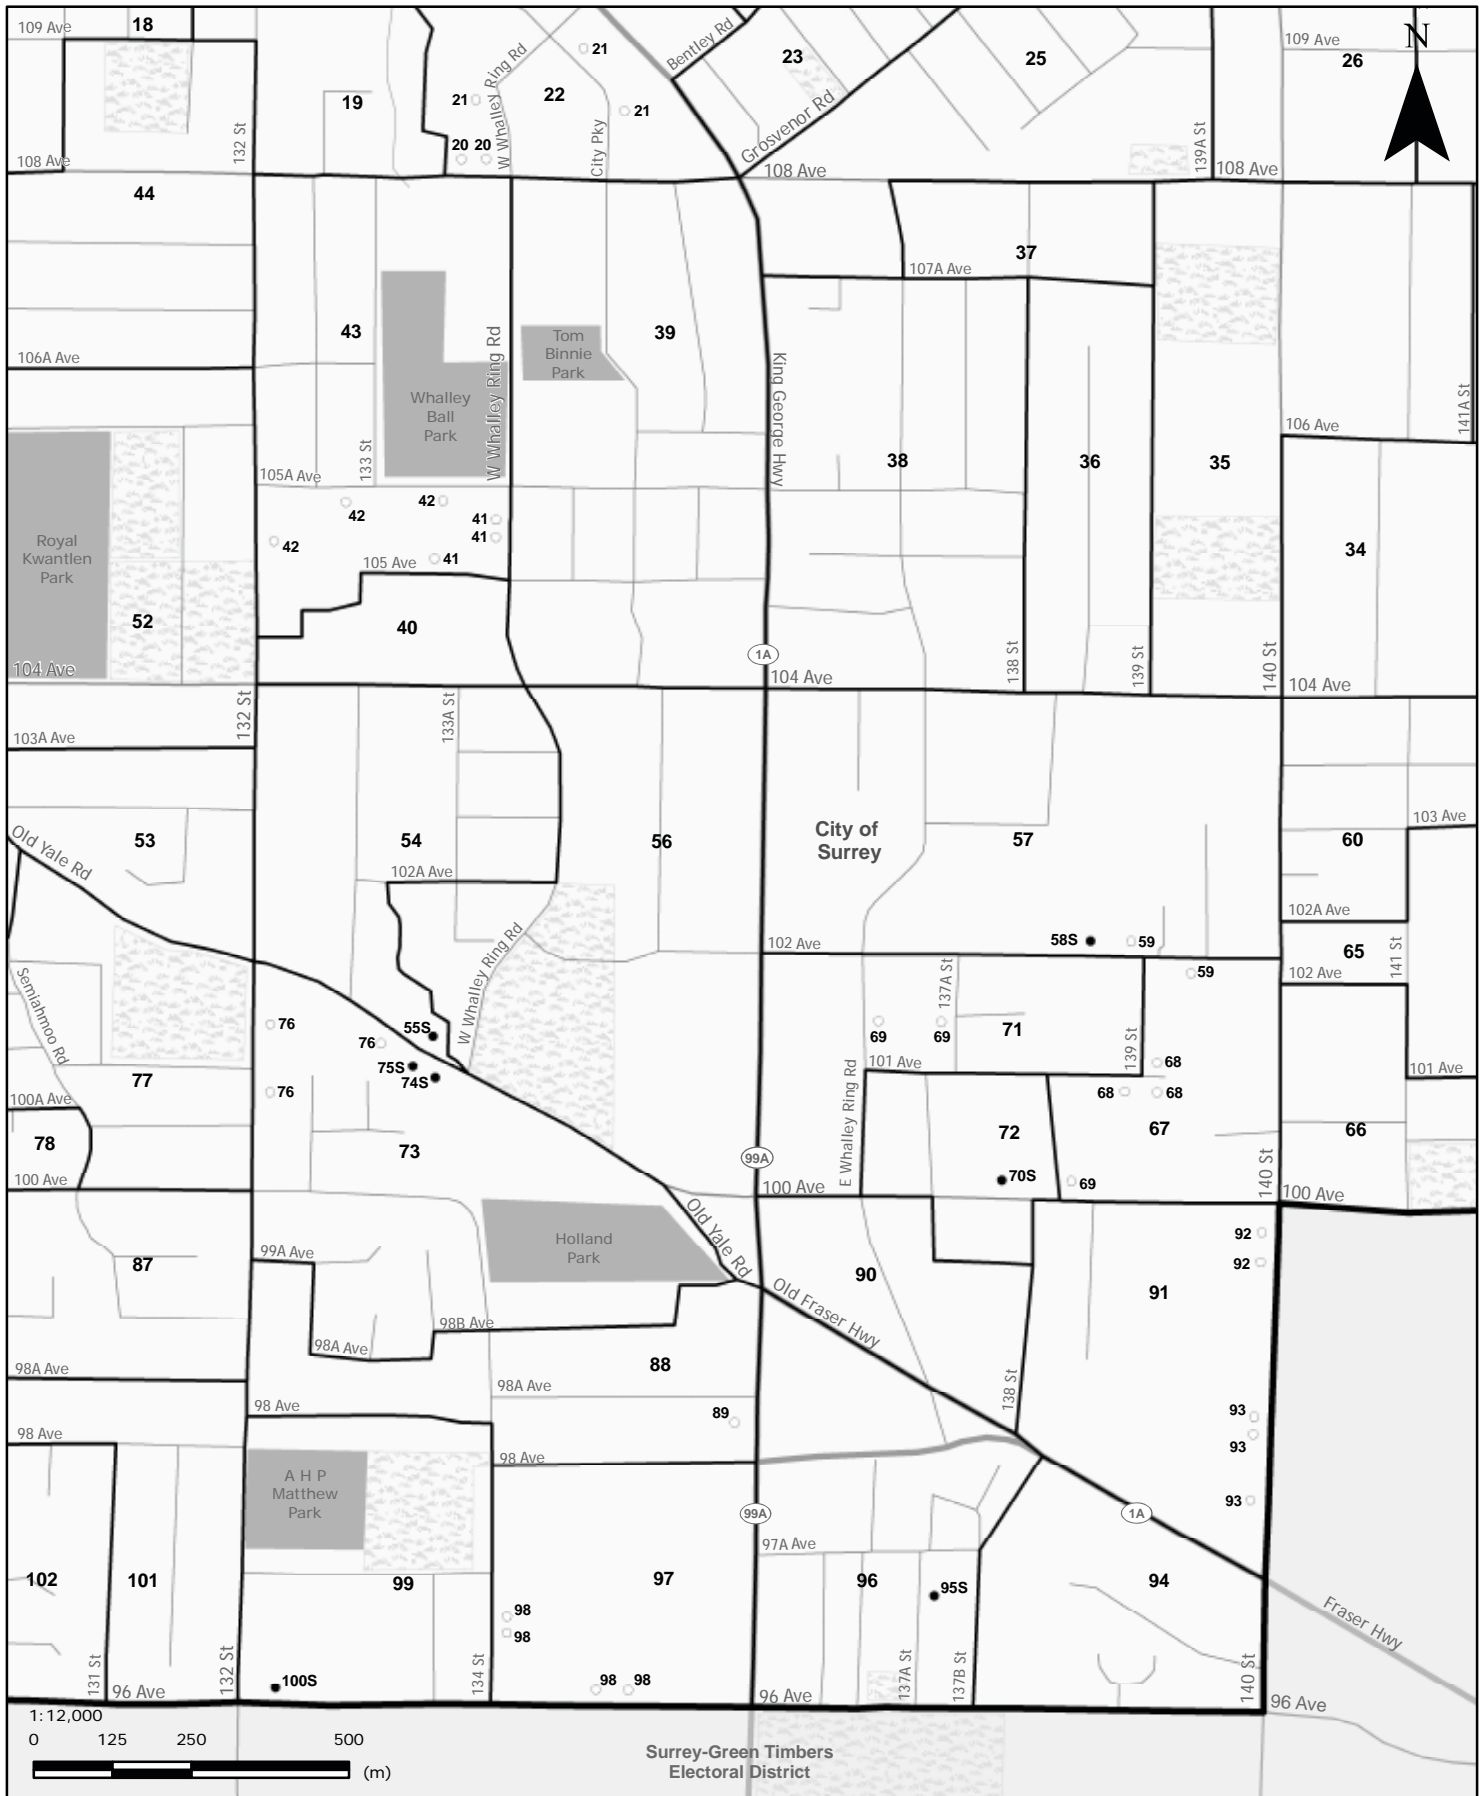 109 Ave
18
132 St
19
21
20 20
W Whalley Ring Rd
22
21
City Pky
21
Bentley Rd
23
Grosvenor Rd
25
139A St
109 Ave
26
N
108 Ave
108 Ave
108 Ave
44
43
106A Ave
133 St
105A Ave
Whalley
Ball
Park
W Whalley Ring Rd
Tom
Binnie
Park
39
King George Hwy
37
107A Ave
38
36
35
106 Ave
141A St
34
Royal
Kwantlen
Park
52
104 Ave
42
42
42
41
41
41
105 Ave
40
1A
104 Ave
138 St
139 St
140 St
104 Ave
103A Ave
132 St
133A St
53
54
102A Ave
56
City of
Surrey
57
60
103 Ave
102A Ave
Old Yale Rd
W Whalley Ring Rd
102 Ave
58S
59
59
65
141 St
102 Ave
Semiahmoo Rd
76
76
76
55S
75S
74S
77
100A Ave
78
100 Ave
73
69
69
137A St
71
139 St
68
68
68
101 Ave
101 Ave
E Whalley Ring Rd
72
67
66
70S
69
99A
100 Ave
140 St
100 Ave
87
99A Ave
98A Ave
98B Ave
Holland
Park
Old Yale Rd
Old Fraser Hwy
90
91
92
92
98A Ave
98 Ave
88
98A Ave
89
138 St
93
93
93
98 Ave
98 Ave
A H P
Matthew
Park
99A
1A
97A Ave
102
101
99
97
96
95S
94
98
98
98
98
100S
131 St
132 St
134 St
137A St
137B St
140 St
Fraser Hwy
96 Ave
96 Ave
96 Ave
1:12,000
0 125 250 500
(m)
Surrey-Green Timbers
Electoral District